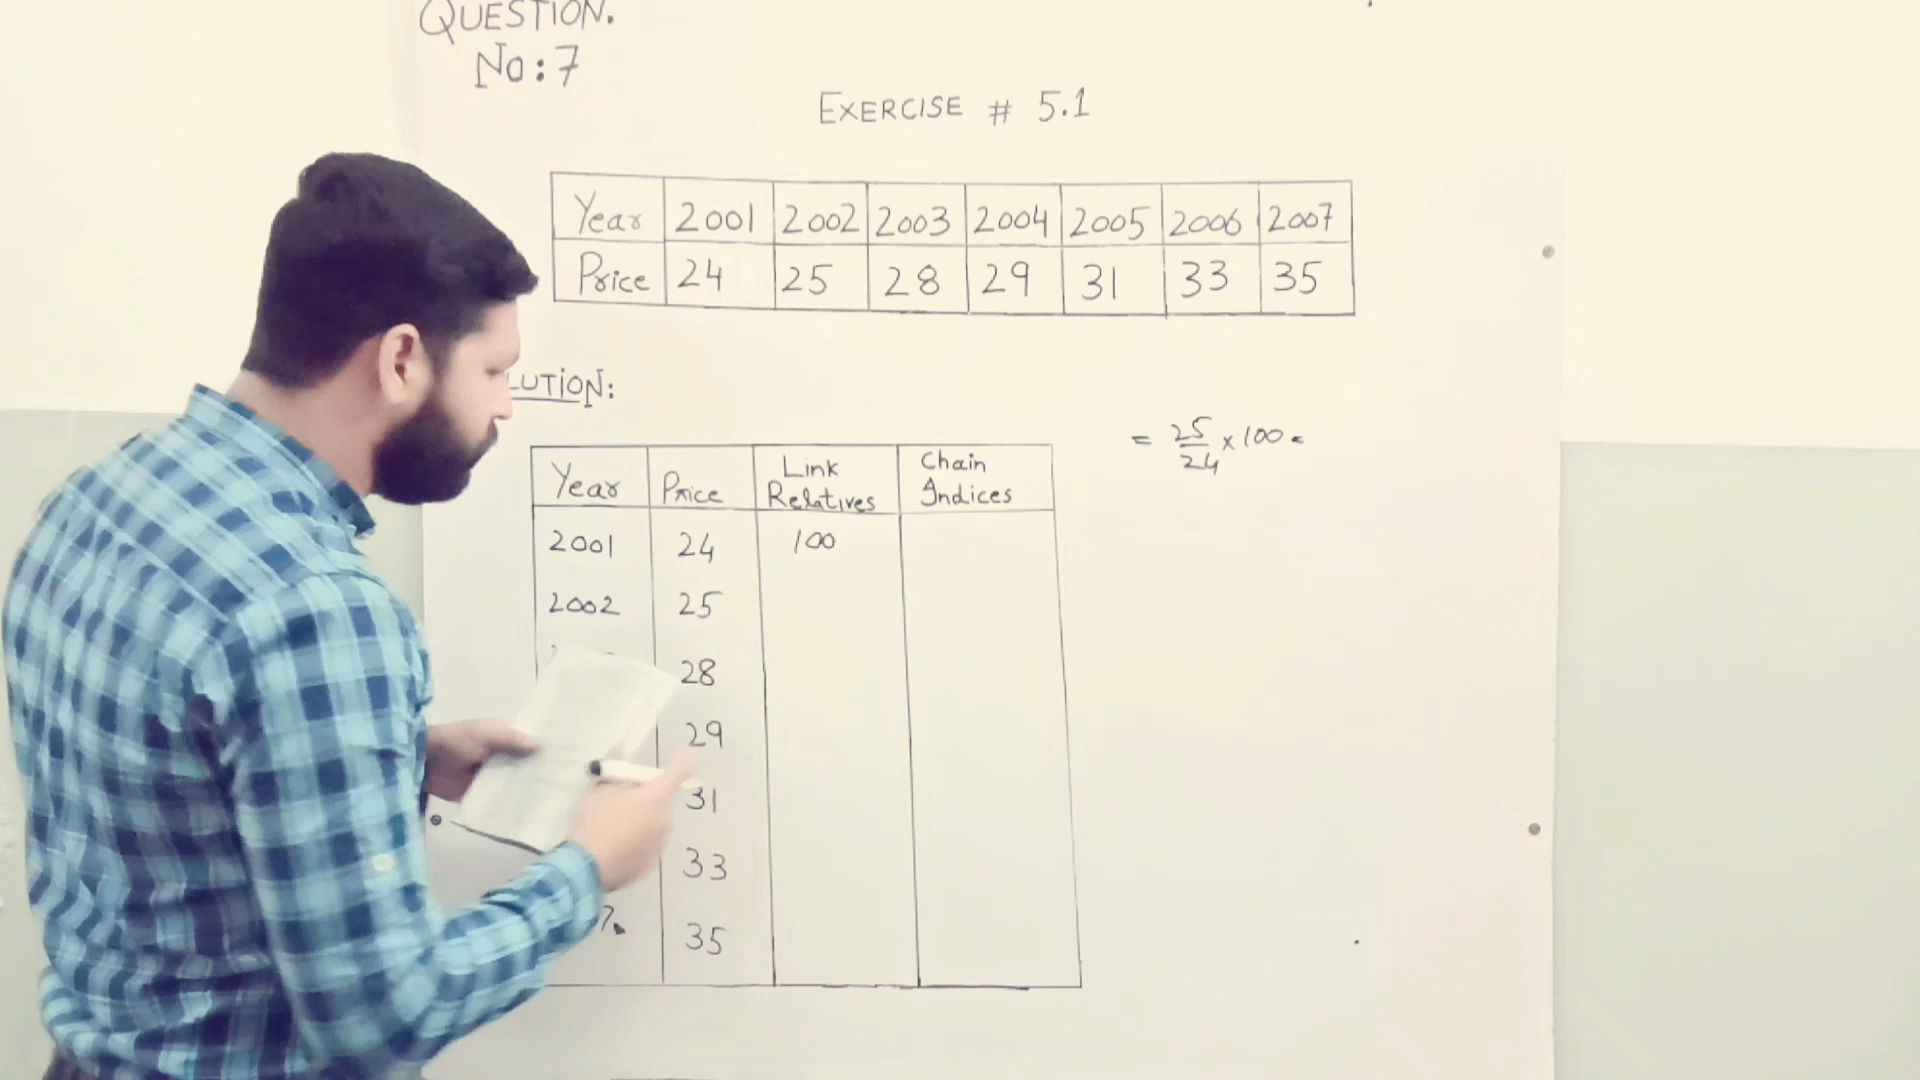 QUESTION.
No:7
EXERCISE # 5.1
Year 2001 2002 2003 2004 2005 2006 2007
Price 24 25 28 29 31 33 35
LUTION:
= 25/24 × 100 =
Year Price Link Relatives Chain Indices
2001 24 100
2002 25
28
29
31
33
7 35